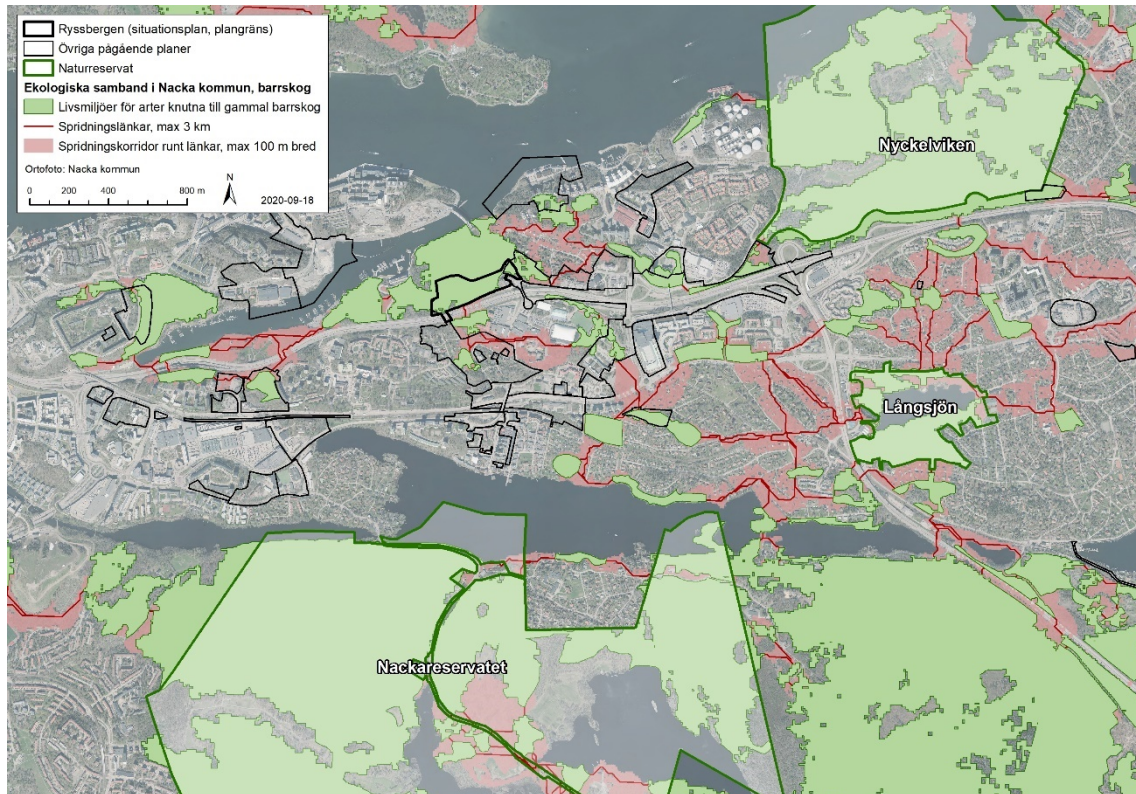 Ryssbergen (situationsplan, plangräns)
Övriga pågående planer
Naturreservat
Ekologiska samband i Nacka kommun, barrskog
Livsmiljöer för arter knutna till gammal barrskog
Spridningslänkar, max 3 km
Spridningskorridor runt länkar, max 100 m bred
Ortofoto: Nacka kommun
N
0 200 400 800 m
2020-09-18
Nyckelviken
Långsjön
Nackareservatet